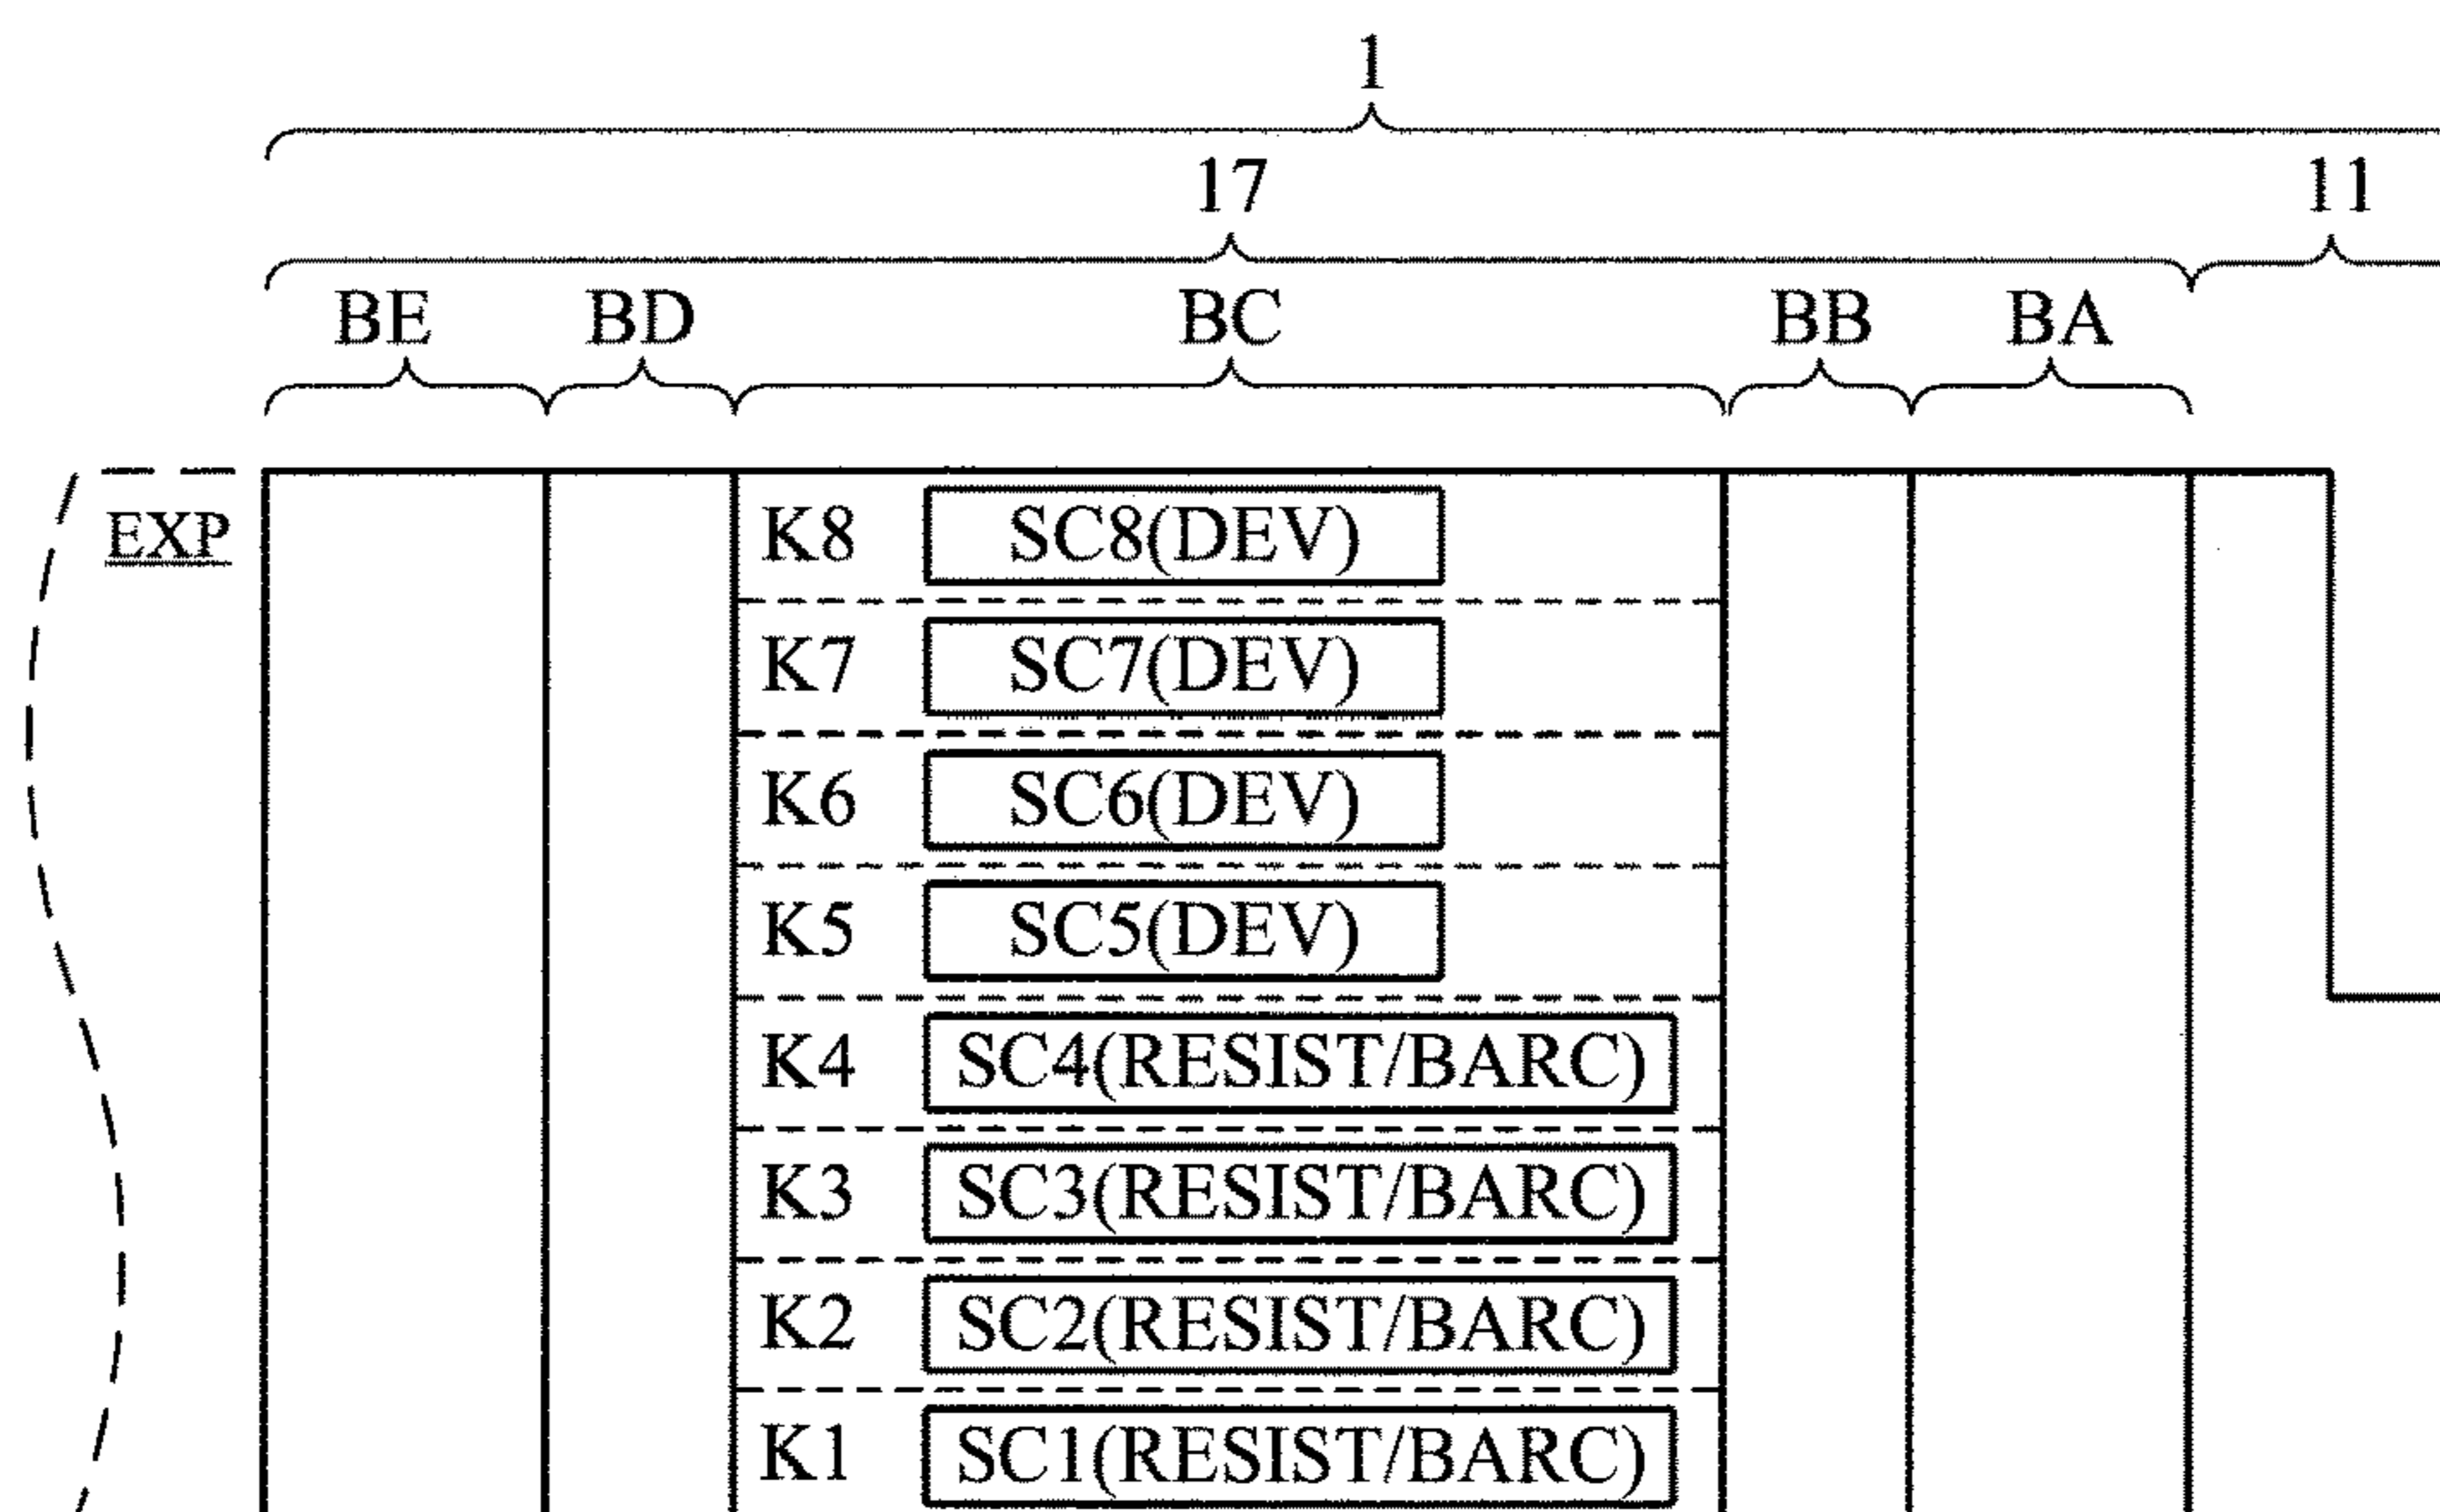 1
17 11
BE BD BC BB BA
EXP
K8 SC8(DEV)
K7 SC7(DEV)
K6 SC6(DEV)
K5 SC5(DEV)
K4 SC4(RESIST/BARC)
K3 SC3(RESIST/BARC)
K2 SC2(RESIST/BARC)
K1 SC1(RESIST/BARC)